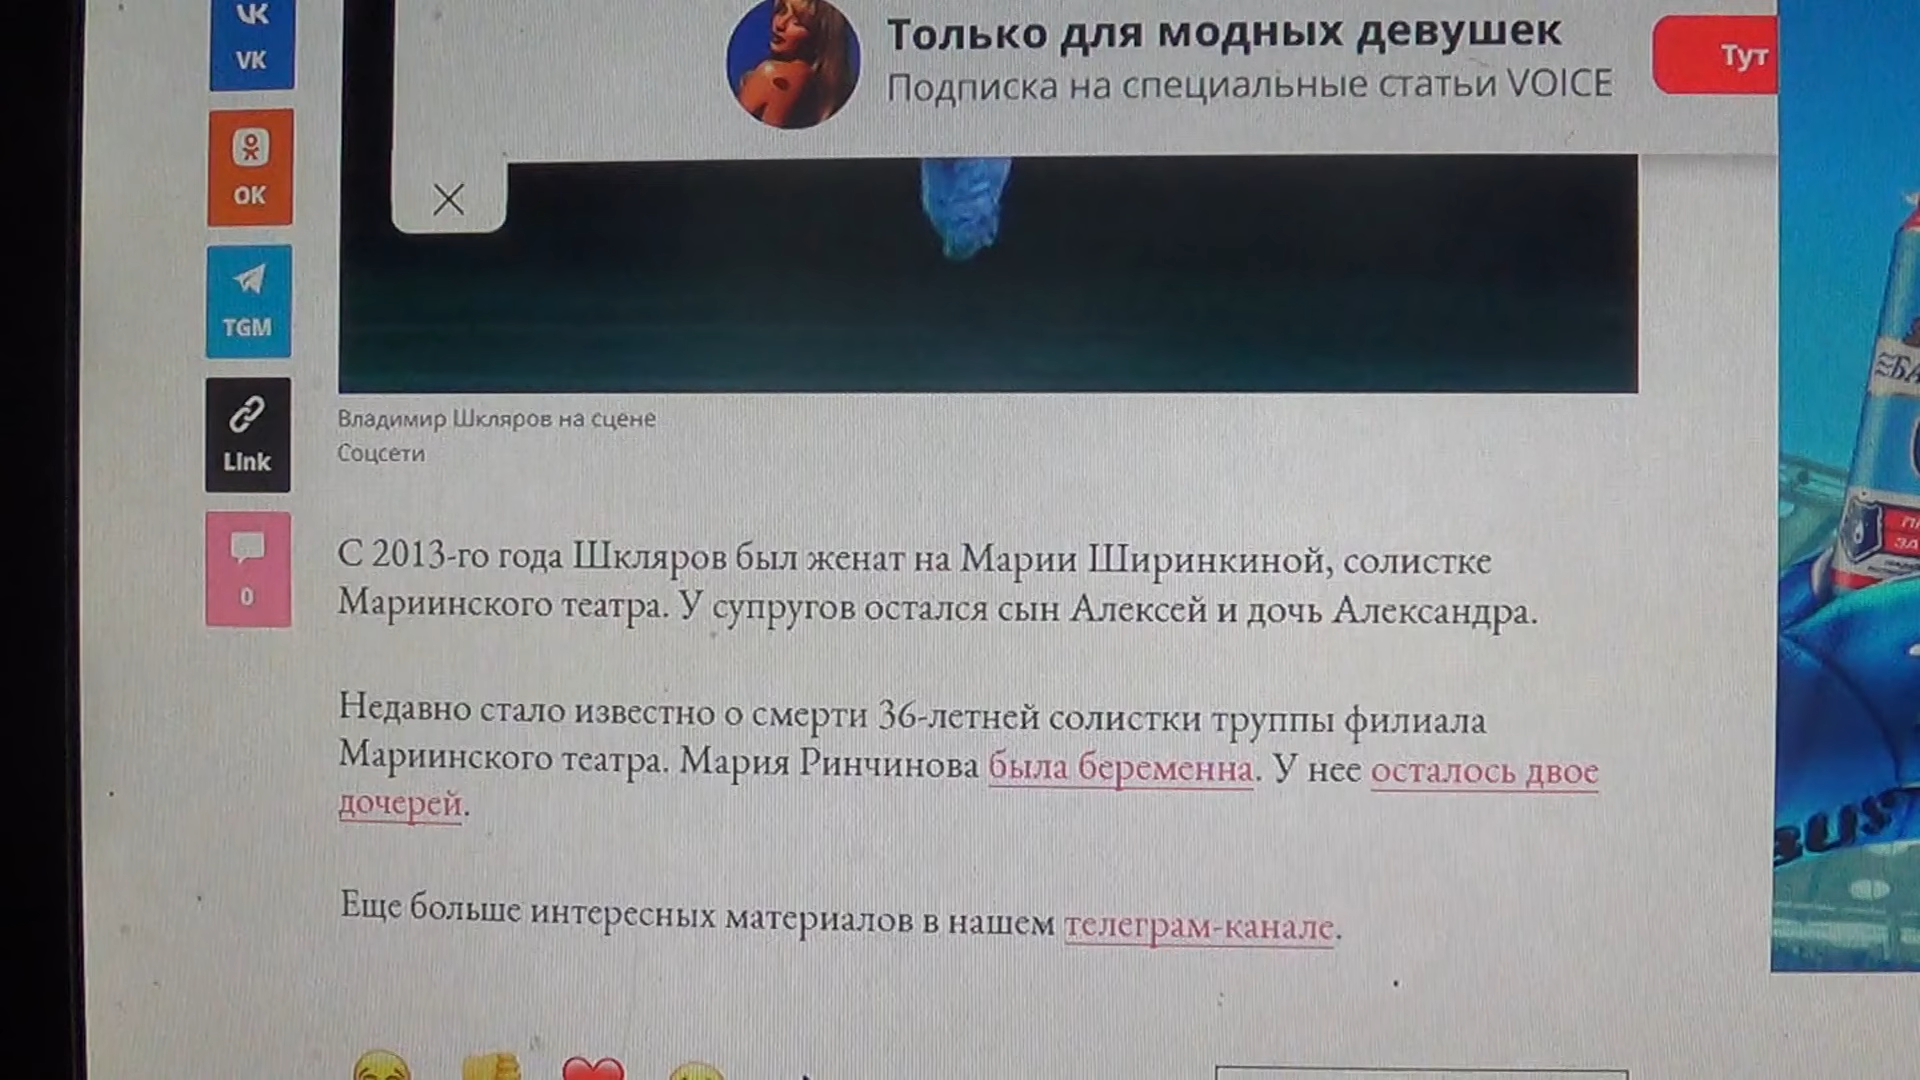 VK
Только для модных девушек
Подписка на специальные статьи VOICE
Тут
OK
TGM
Link
0
Владимир Шкляров на сцене
Соцсети
С 2013-го года Шкляров был женат на Марии Ширинкиной, солистке
Мариинского театра. У супругов остался сын Алексей и дочь Александра.
Недавно стало известно о смерти 36-летней солистки труппы филиала
Мариинского театра. Мария Ринчинова была беременна. У нее осталось двое
дочерей.
Еще больше интересных материалов в нашем телеграм-канале.